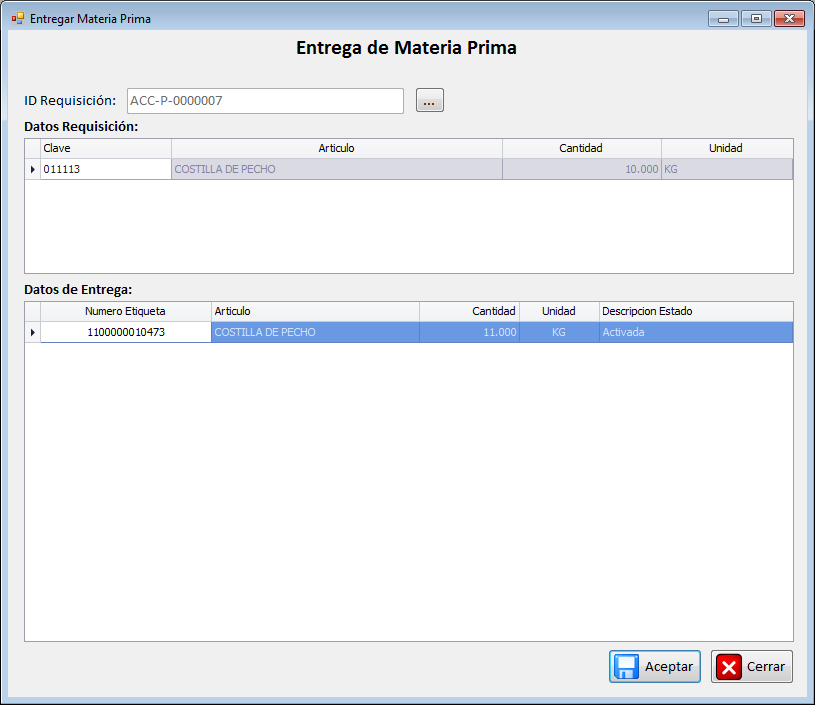 Entregar Materia Prima
Entrega de Materia Prima
ID Requisición: ACC-P-0000007 ...
Datos Requisición:
Clave Articulo Cantidad Unidad
011113 COSTILLA DE PECHO 10.000 KG
Datos de Entrega:
Numero Etiqueta Articulo Cantidad Unidad Descripcion Estado
1100000010473 COSTILLA DE PECHO 11.000 KG Activada
Aceptar Cerrar